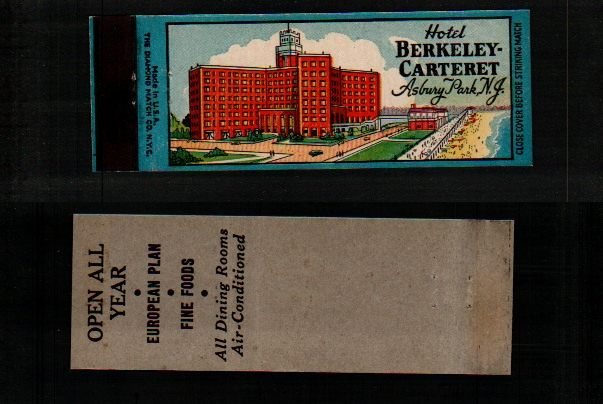 Hotel
BERKELEY-
CARTERET
Asbury Park, N.J.
CLOSE COVER BEFORE STRIKING MATCH
Made in U.S.A.
THE DIAMOND MATCH CO. N.Y.C.
OPEN ALL
YEAR
•
EUROPEAN PLAN
•
FINE FOODS
•
All Dining Rooms
Air-Conditioned